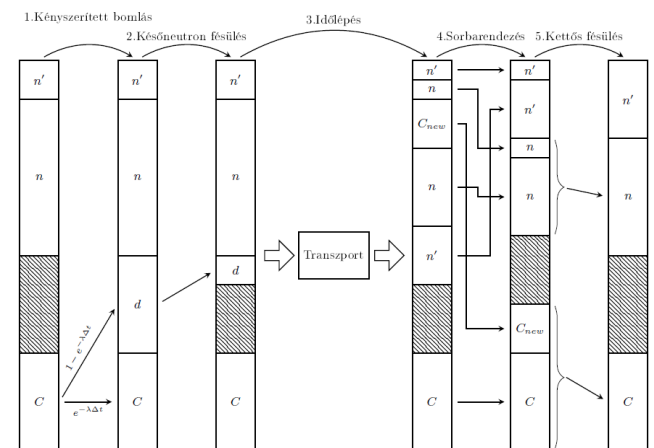 1.Kényszerített bomlás
2.Későneutron fésülés
3.Időlépés
4.Sorbarendezés
5.Kettős fésülés
n′
n′
n′
n′
n′
n′
n
n
n
n
n′
n
C_new
n
n
n
n
n′
d
d
Transzport
C_new
1 − e^{−λΔt}
e^{−λΔt}
C
C
C
C
C
C